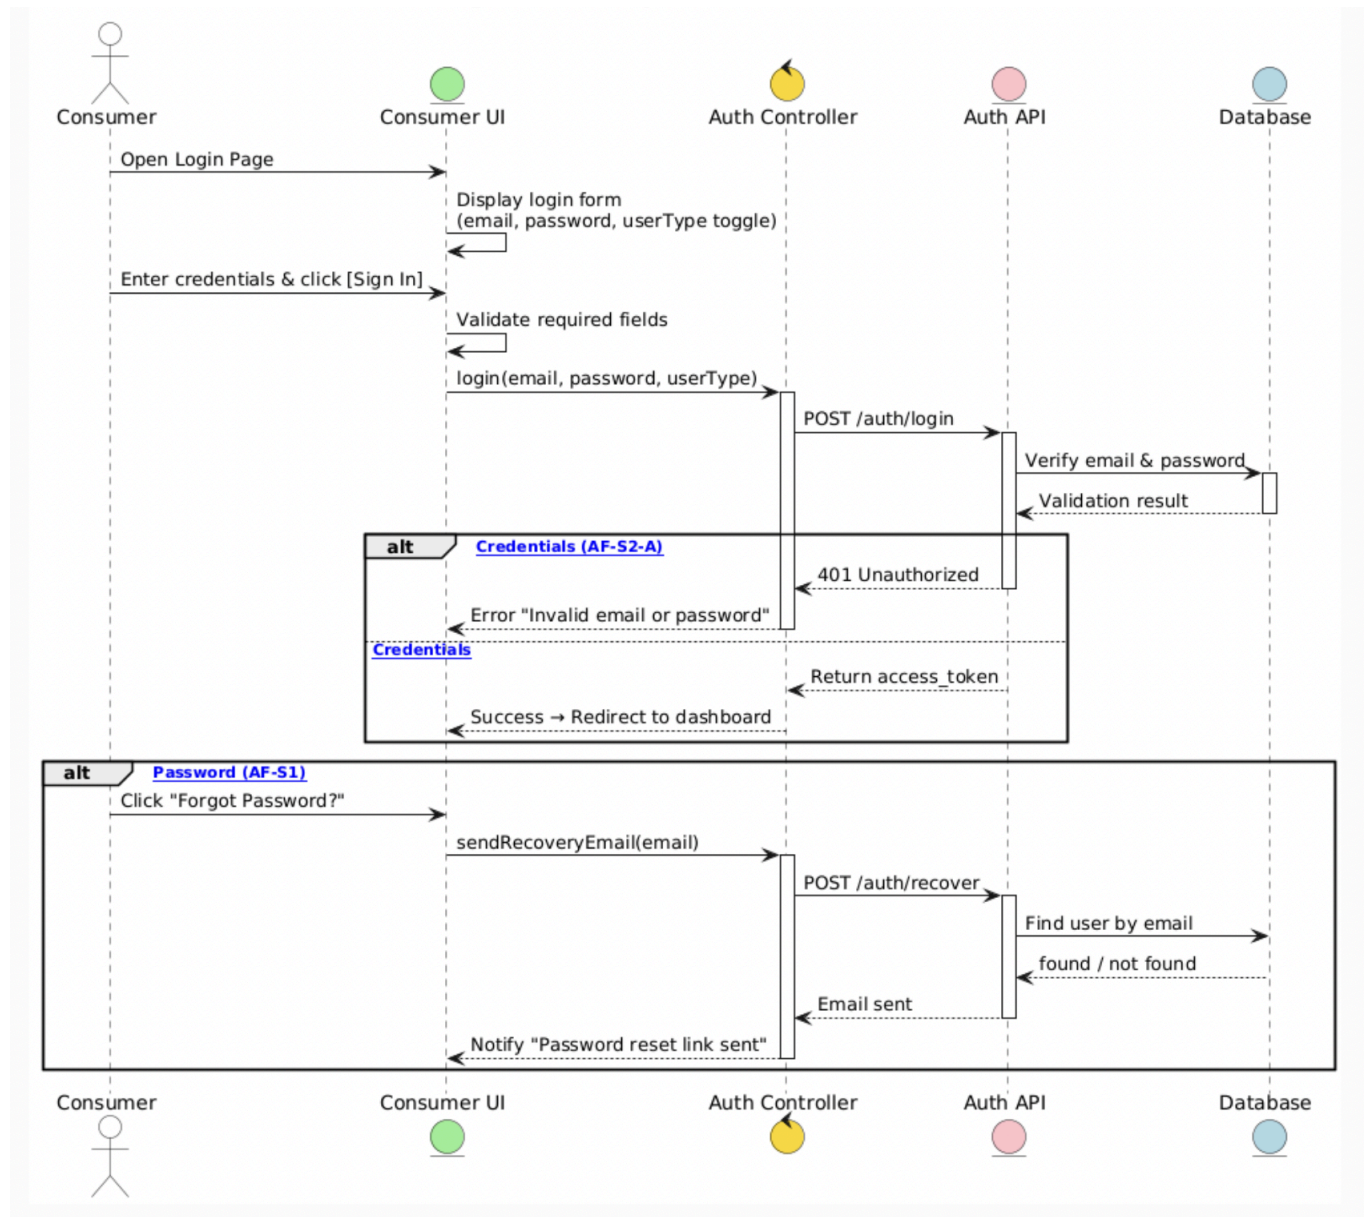 Consumer
Consumer UI
Auth Controller
Auth API
Database
Open Login Page
Display login form
(email, password, userType toggle)
Enter credentials & click [Sign In]
Validate required fields
login(email, password, userType)
POST /auth/login
Verify email & password
Validation result
alt
Credentials (AF-S2-A)
401 Unauthorized
Error "Invalid email or password"
Credentials
Return access_token
Success → Redirect to dashboard
alt
Password (AF-S1)
Click "Forgot Password?"
sendRecoveryEmail(email)
POST /auth/recover
Find user by email
found / not found
Email sent
Notify "Password reset link sent"
Consumer
Consumer UI
Auth Controller
Auth API
Database